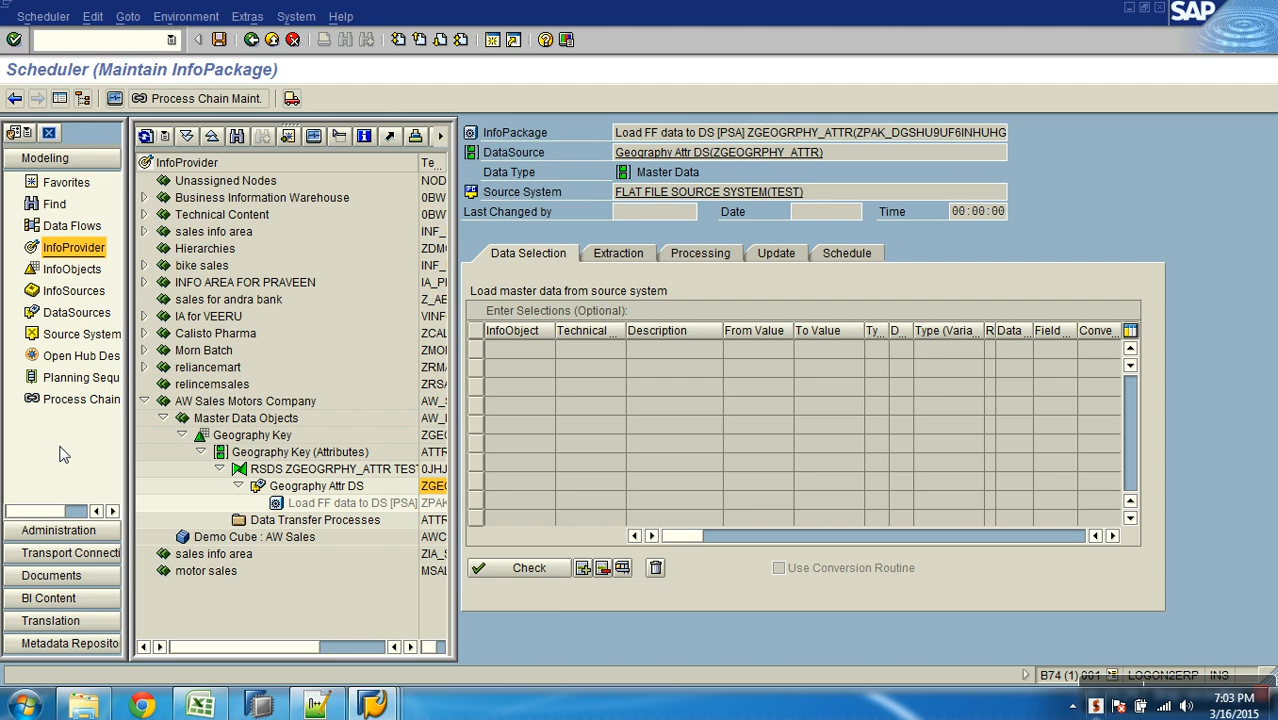 Scheduler Edit Goto Environment Extras System Help
SAP
Scheduler (Maintain InfoPackage)
Process Chain Maint.
Modeling
Favorites
Find
Data Flows
InfoProvider
InfoObjects
InfoSources
DataSources
Source System
Open Hub Des
Planning Sequ
Process Chain
Administration
Transport Connecti
Documents
BI Content
Translation
Metadata Reposito
InfoProvider Te...
Unassigned Nodes NOD
Business Information Warehouse 0BW
Technical Content 0BW
sales info area INF_
Hierarchies ZDM
bike sales INF_
INFO AREA FOR PRAVEEN IA_P
sales for andra bank Z_AE
IA for VEERU VINF
Calisto Pharma ZCAL
Morn Batch ZMO
reliancemart ZRM
relincemsales ZRSA
AW Sales Motors Company
Master Data Objects AW_
Geography Key ZGE
Geography Key (Attributes) ATTR
RSDS ZGEOGRPHY_ATTR TEST 0JHJ
Geography Attr DS ZGE
Load FF data to DS [PSA] ZPAK
Data Transfer Processes ATTR
Demo Cube : AW Sales AWC
sales info area ZIA_S
motor sales MSAL
InfoPackage Load FF data to DS [PSA] ZGEOGRPHY_ATTR(ZPAK_DGSHU9UF6INHUHG
DataSource Geography Attr DS(ZGEOGRPHY_ATTR)
Data Type Master Data
Source System FLAT FILE SOURCE SYSTEM(TEST)
Last Changed by Date Time 00:00:00
Data Selection Extraction Processing Update Schedule
Load master data from source system
Enter Selections (Optional):
InfoObject Technical ... Description From Value To Value Ty... D... Type (Varia... R Data ... Field ... Conve...
Check Use Conversion Routine
B74 (1) 001 LOGON2ERP INS
7:03 PM
3/16/2015